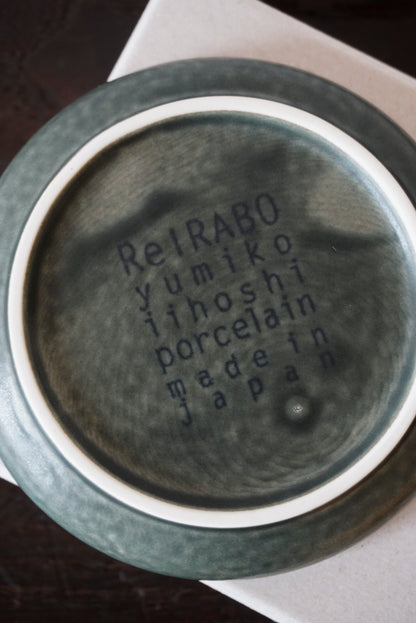 ReIRABO
yumiko
iihoshi
porcelain
made in
japan